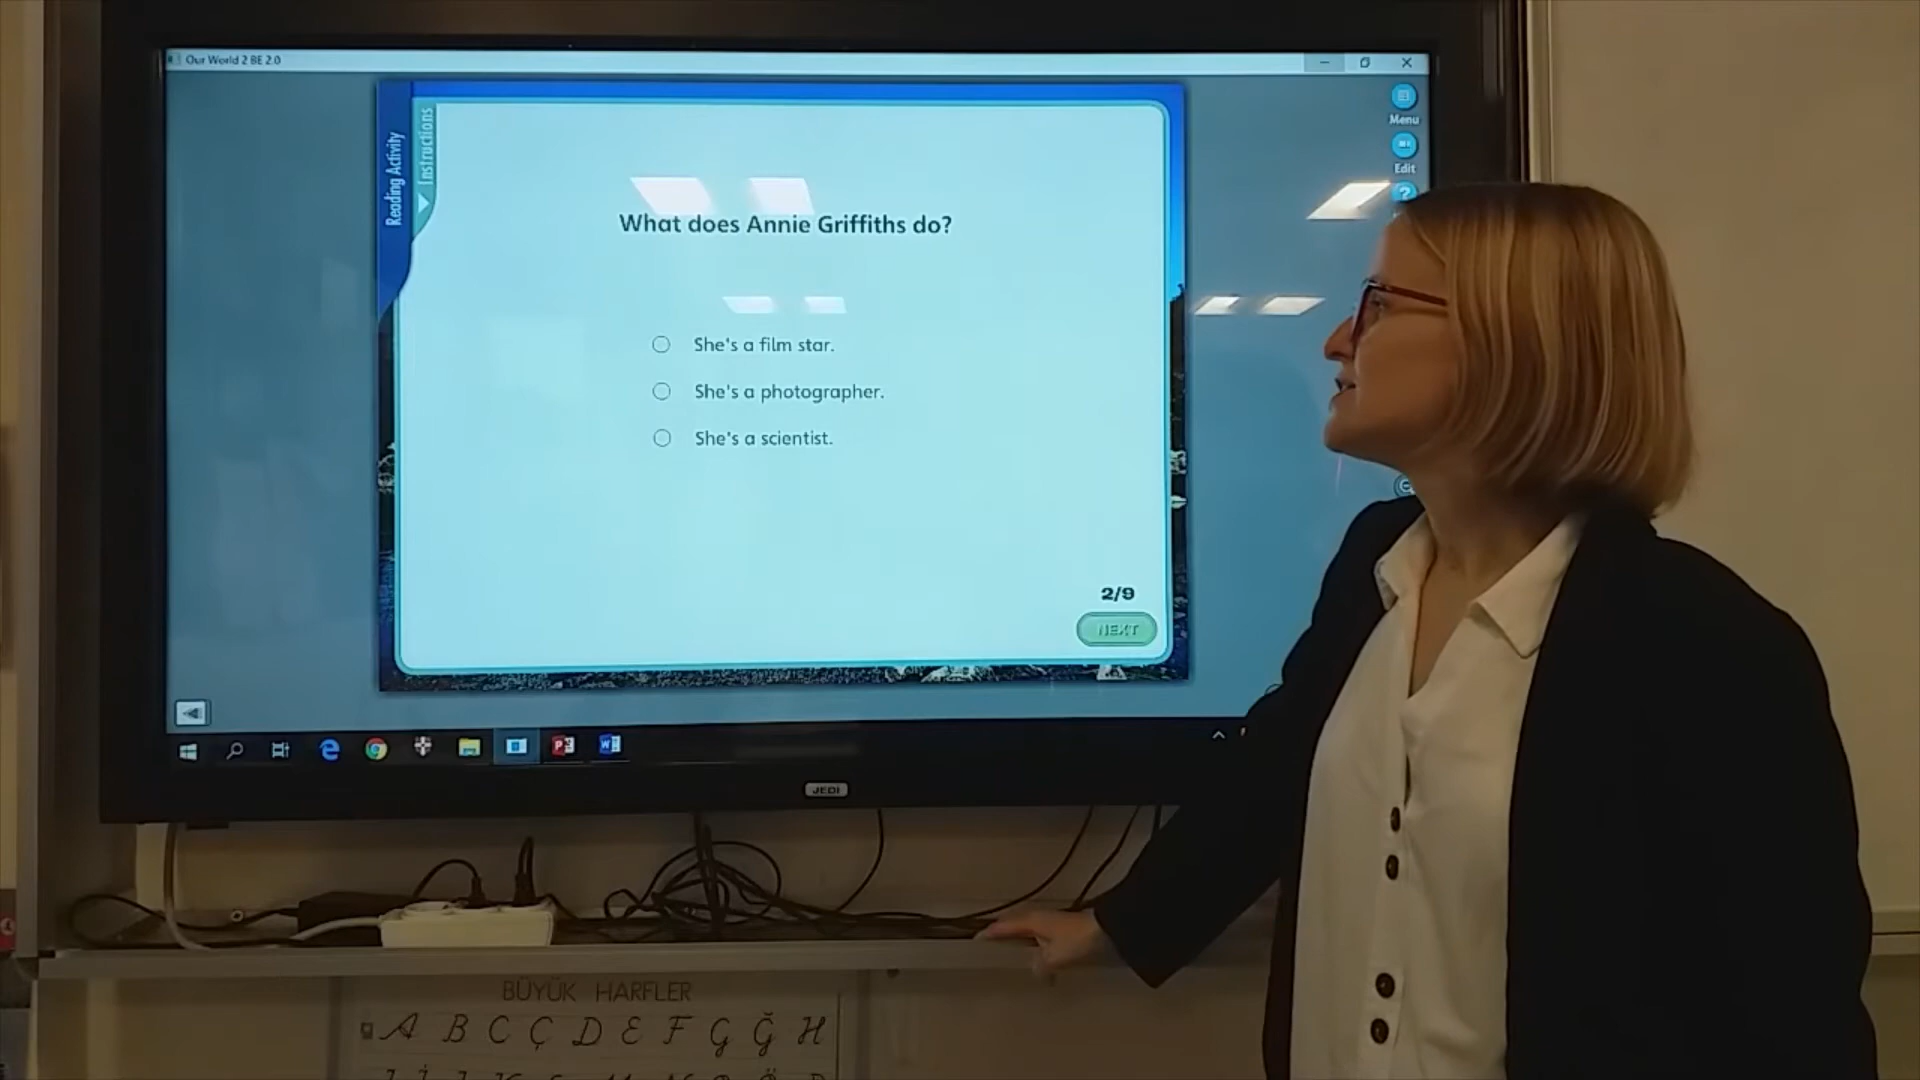 Our World 2 BE 2.0
Menu
Edit
?
Reading Activity
Instructions
What does Annie Griffiths do?
She's a film star.
She's a photographer.
She's a scientist.
2/9
NEXT
JEDI
BÜYÜK HARFLER
A B C Ç D E F G Ğ H